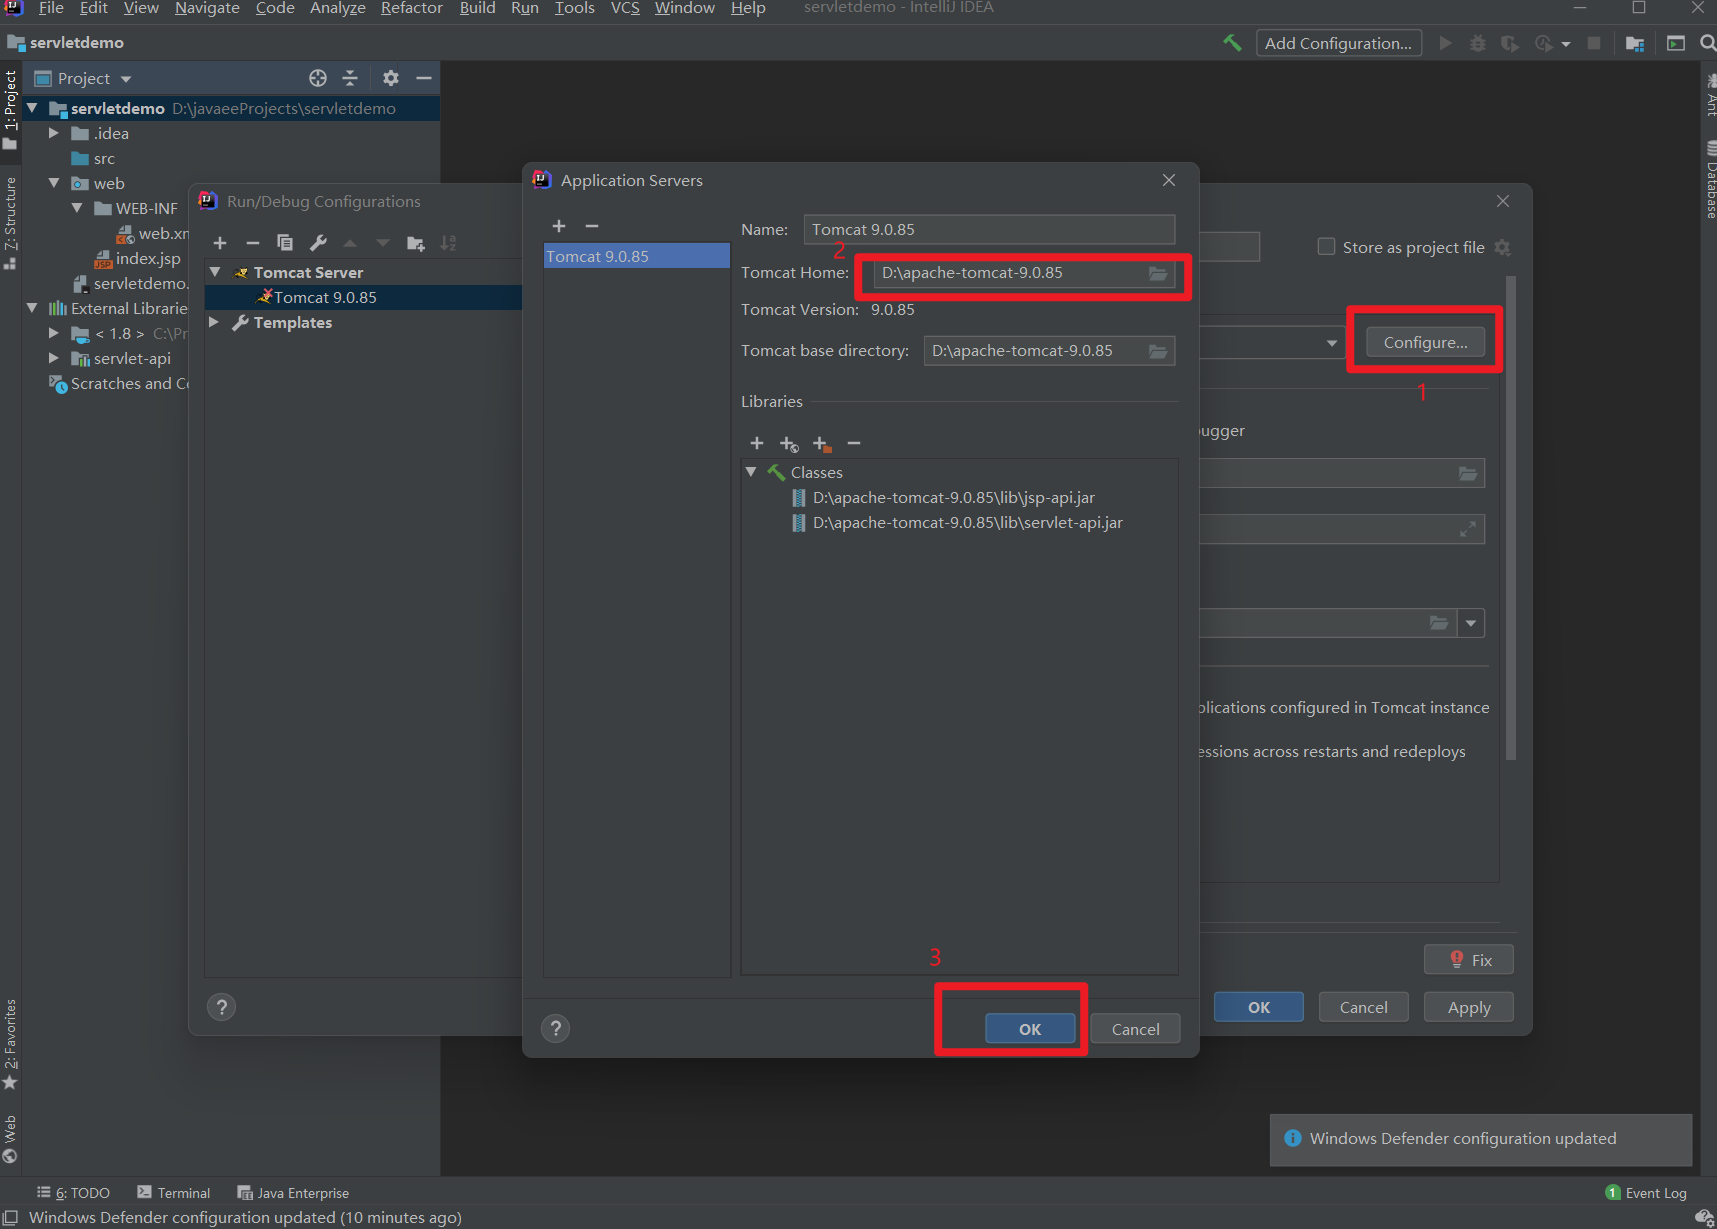 File Edit View Navigate Code Analyze Refactor Build Run Tools VCS Window Help servletdemo - IntelliJ IDEA
servletdemo
Add Configuration...
Project
servletdemo D:\javaeeProjects\servletdemo
.idea
src
web
WEB-INF
web.xm
index.jsp
servletdemo.
External Librarie
< 1.8 > C:\Pr
servlet-api
Scratches and Co
1: Project
Z: Structure
2: Favorites
Web
Ant
Database
Run/Debug Configurations
Tomcat Server
Tomcat 9.0.85
Templates
Application Servers
Tomcat 9.0.85
Name: Tomcat 9.0.85
2
Tomcat Home: D:\apache-tomcat-9.0.85
Tomcat Version: 9.0.85
Tomcat base directory: D:\apache-tomcat-9.0.85
Libraries
Classes
D:\apache-tomcat-9.0.85\lib\jsp-api.jar
D:\apache-tomcat-9.0.85\lib\servlet-api.jar
3
?
OK
Cancel
Store as project file
Configure...
1
ugger
plications configured in Tomcat instance
essions across restarts and redeploys
Fix
?
OK
Cancel
Apply
Windows Defender configuration updated
6: TODO
Terminal
Java Enterprise
1 Event Log
Windows Defender configuration updated (10 minutes ago)